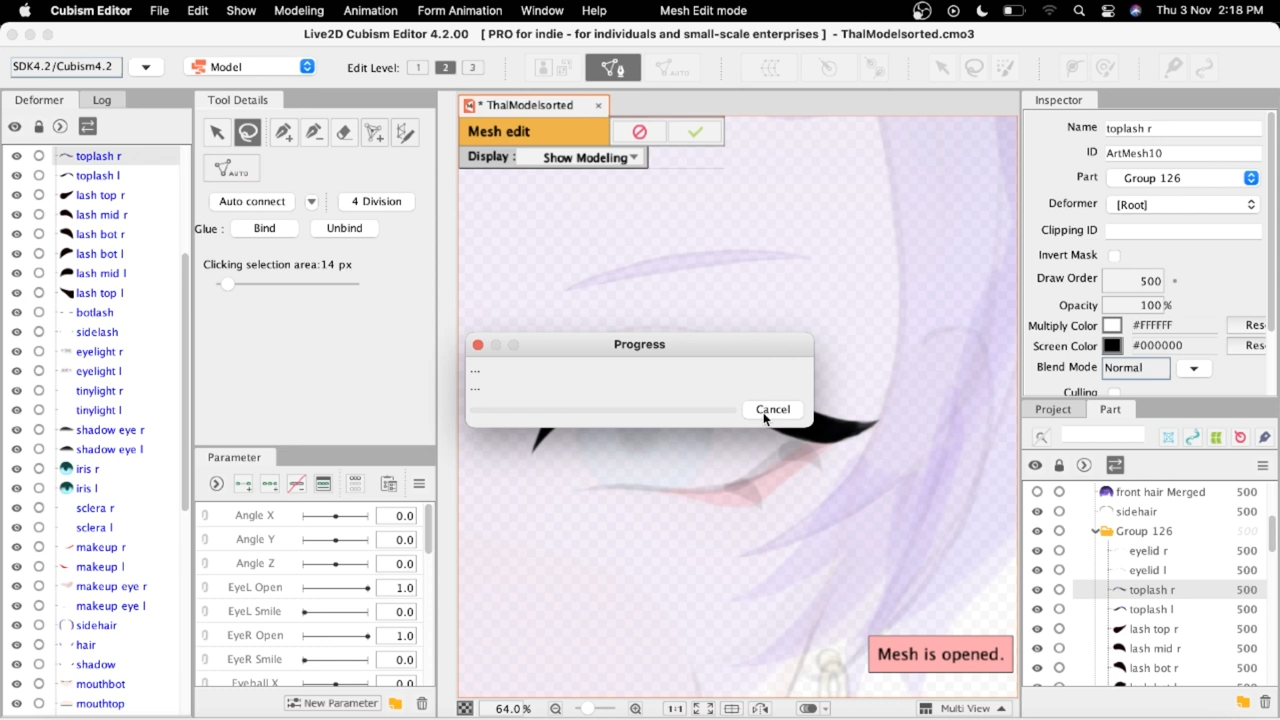 Cubism Editor File Edit Show Modeling Animation Form Animation Window Help Mesh Edit mode Thu 3 Nov 2:18 PM
Live2D Cubism Editor 4.2.00 [ PRO for indie - for individuals and small-scale enterprises ] - ThalModelsorted.cmo3
SDK4.2/Cubism4.2 Model Edit Level: 1 2 3 AUTO
Deformer Log
toplash r
toplash l
lash top r
lash mid r
lash bot r
lash bot l
lash mid l
lash top l
botlash
sidelash
eyelight r
eyelight l
tinylight r
tinylight l
shadow eye r
shadow eye l
iris r
iris l
sclera r
sclera l
makeup r
makeup l
makeup eye r
makeup eye l
sidehair
hair
shadow
mouthbot
mouthtop
Tool Details
AUTO
Auto connect 4 Division
Glue : Bind Unbind
Clicking selection area:14 px
Parameter
Angle X 0.0
Angle Y 0.0
Angle Z 0.0
EyeL Open 1.0
EyeL Smile 0.0
EyeR Open 1.0
EyeR Smile 0.0
Eyeball X 0.0
New Parameter
* ThalModelsorted ×
Mesh edit
Display : Show Modeling
Progress
...
...
Cancel
Mesh is opened.
64.0% 1:1 Multi View
Inspector
Name toplash r
ID ArtMesh10
Part Group 126
Deformer [Root]
Clipping ID
Invert Mask
Draw Order 500
Opacity 100 %
Multiply Color #FFFFFF Res
Screen Color #000000 Res
Blend Mode Normal
Culling
Project Part
front hair Merged 500
sidehair 500
Group 126 500
eyelid r 500
eyelid l 500
toplash r 500
toplash l 500
lash top r 500
lash mid r 500
lash bot r 500